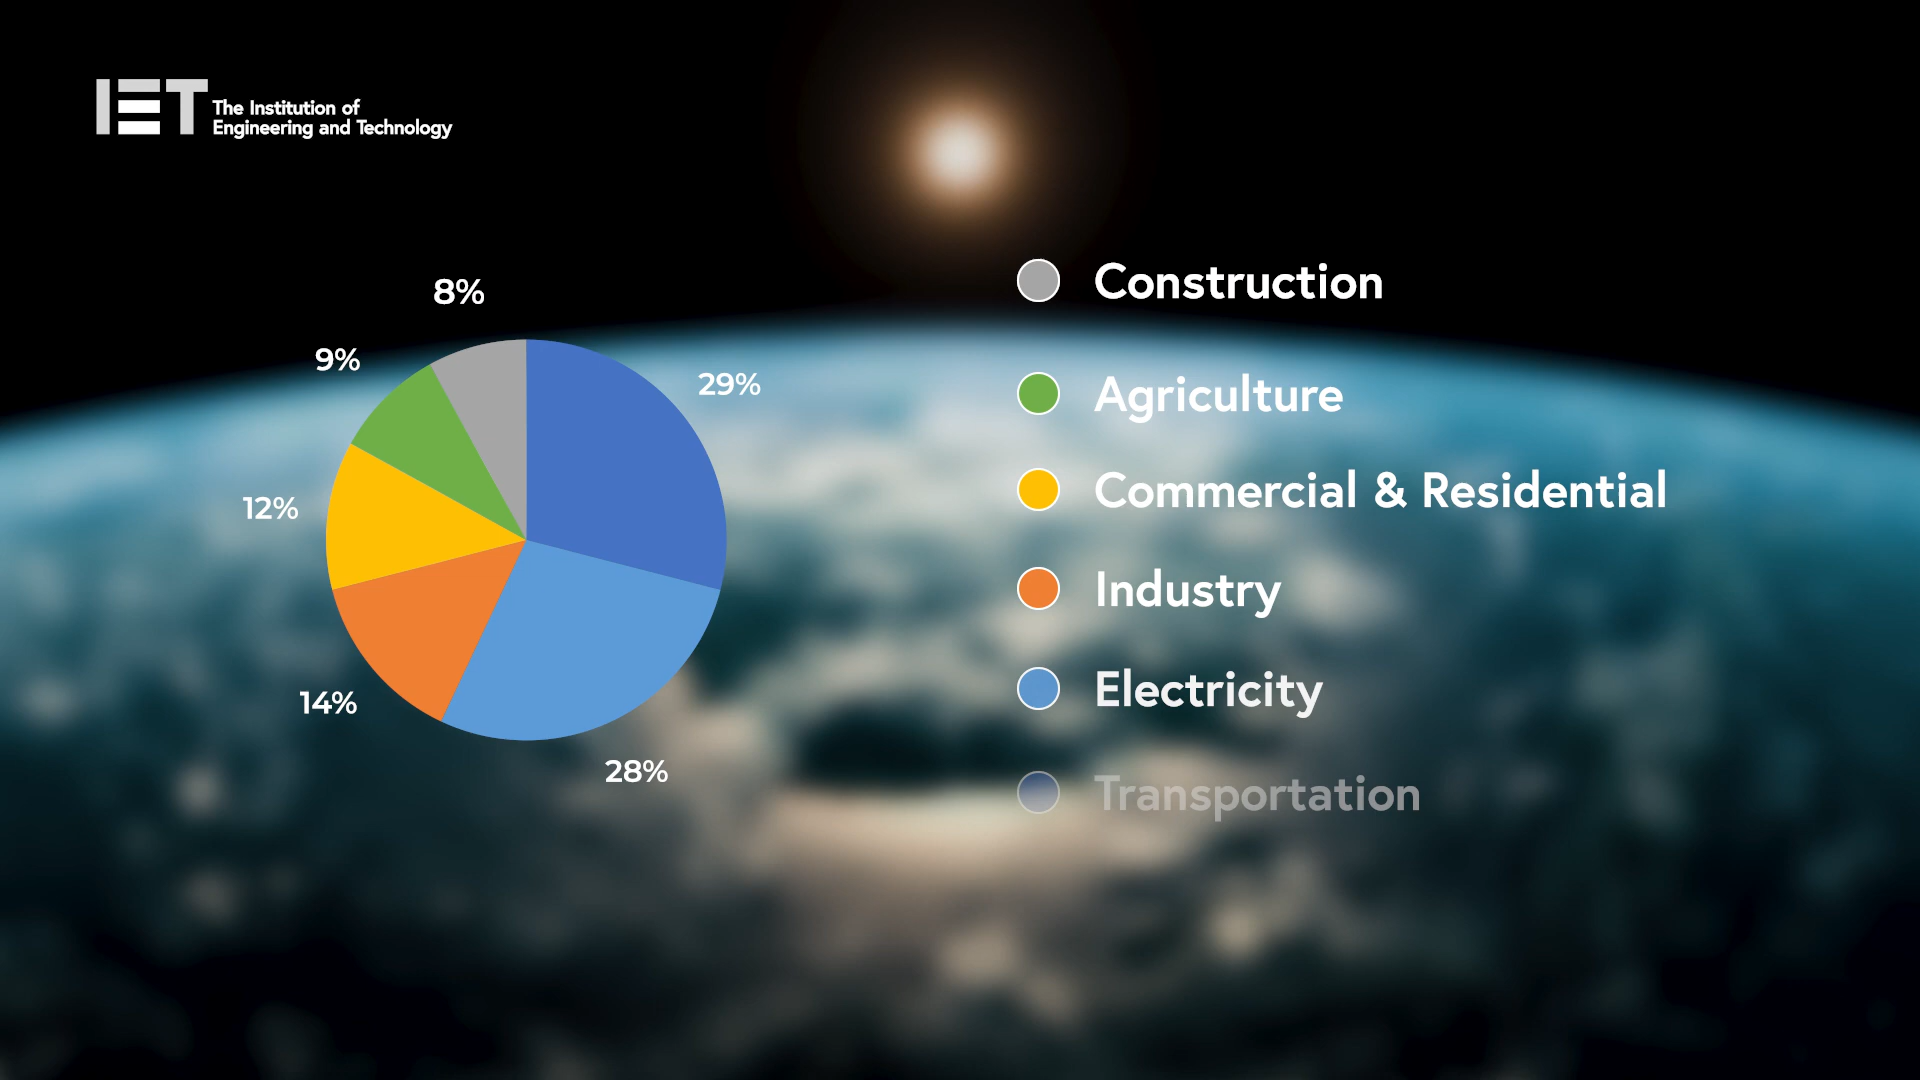 IET The Institution of
Engineering and Technology
8%
9%
29%
12%
14%
28%
Construction
Agriculture
Commercial & Residential
Industry
Electricity
Transportation